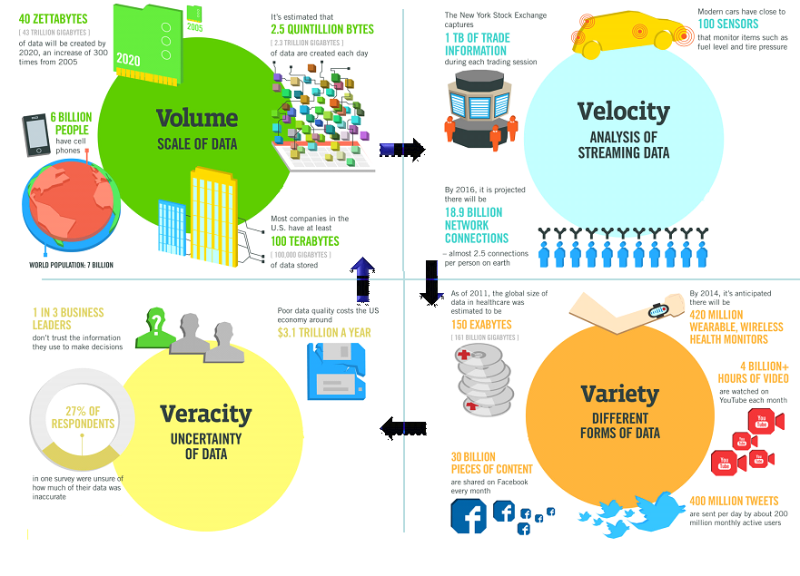 40 ZETTABYTES
[ 43 TRILLION GIGABYTES ]
of data will be created by
2020, an increase of 300
times from 2005
2020
2005
It's estimated that
2.5 QUINTILLION BYTES
[ 2.3 TRILLION GIGABYTES ]
of data are created each day
6 BILLION
PEOPLE
have cell
phones
WORLD POPULATION: 7 BILLION
Volume
SCALE OF DATA
Most companies in the
U.S. have at least
100 TERABYTES
[ 100,000 GIGABYTES ]
of data stored
The New York Stock Exchange
captures
1 TB OF TRADE
INFORMATION
during each trading session
Modern cars have close to
100 SENSORS
that monitor items such as
fuel level and tire pressure
Velocity
ANALYSIS OF
STREAMING DATA
By 2016, it is projected
there will be
18.9 BILLION
NETWORK
CONNECTIONS
– almost 2.5 connections
per person on earth
1 IN 3 BUSINESS
LEADERS
don't trust the information
they use to make decisions
?
Poor data quality costs the US
economy around
$3.1 TRILLION A YEAR
27% OF
RESPONDENTS
in one survey were unsure of
how much of their data was
inaccurate
Veracity
UNCERTAINTY
OF DATA
As of 2011, the global size of
data in healthcare was
estimated to be
150 EXABYTES
[ 161 BILLION GIGABYTES ]
By 2014, it's anticipated
there will be
420 MILLION
WEARABLE, WIRELESS
HEALTH MONITORS
4 BILLION+
HOURS OF VIDEO
are watched on
YouTube each month
You
Tube
You
Tube
You
Tube
You
Tube
Variety
DIFFERENT
FORMS OF DATA
30 BILLION
PIECES OF CONTENT
are shared on Facebook
every month
f
f
f
f
f
f
400 MILLION TWEETS
are sent per day by about 200
million monthly active users